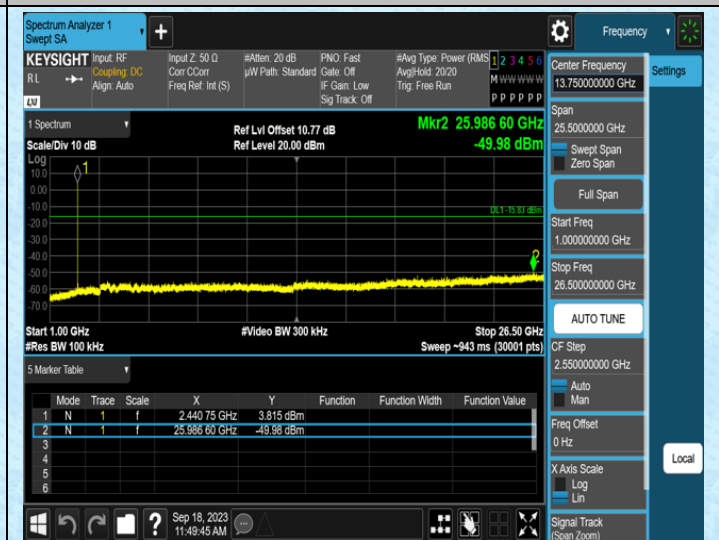 Spectrum Analyzer 1
Swept SA
+
Frequency
KEYSIGHT
RL
LXI
Input: RF
Coupling: DC
Align: Auto
Input Z: 50 Ω
Corr CCorr
Freq Ref: Int (S)
#Atten: 20 dB
µW Path: Standard
PNO: Fast
Gate: Off
IF Gain: Low
Sig Track: Off
#Avg Type: Power (RMS
Avg|Hold: 20/20
Trig: Free Run
1 2 3 4 5 6
M W W W W W
P P P P P P
Center Frequency
13.750000000 GHz
Settings
1 Spectrum
Scale/Div 10 dB
Ref Lvl Offset 10.77 dB
Ref Level 20.00 dBm
Mkr2 25.986 60 GHz
-49.98 dBm
Span
25.5000000 GHz
Swept Span
Zero Span
Full Span
Start Freq
1.000000000 GHz
Stop Freq
26.500000000 GHz
AUTO TUNE
CF Step
2.550000000 GHz
Auto
Man
Freq Offset
0 Hz
X Axis Scale
Log
Lin
Signal Track
(Span Zoom)
Local
Log
10.0
0.00
-10.0
-20.0
-30.0
-40.0
-50.0
-60.0
-70.0
1
DL1 -15.83 dBm
2
Start 1.00 GHz
#Video BW 300 kHz
Stop 26.50 GHz
#Res BW 100 kHz
Sweep ~943 ms (30001 pts)
5 Marker Table
Mode Trace Scale X Y Function Function Width Function Value
1 N 1 f 2.440 75 GHz 3.815 dBm
2 N 1 f 25.986 60 GHz -49.98 dBm
3
4
5
6
?
Sep 18, 2023
11:49:45 AM